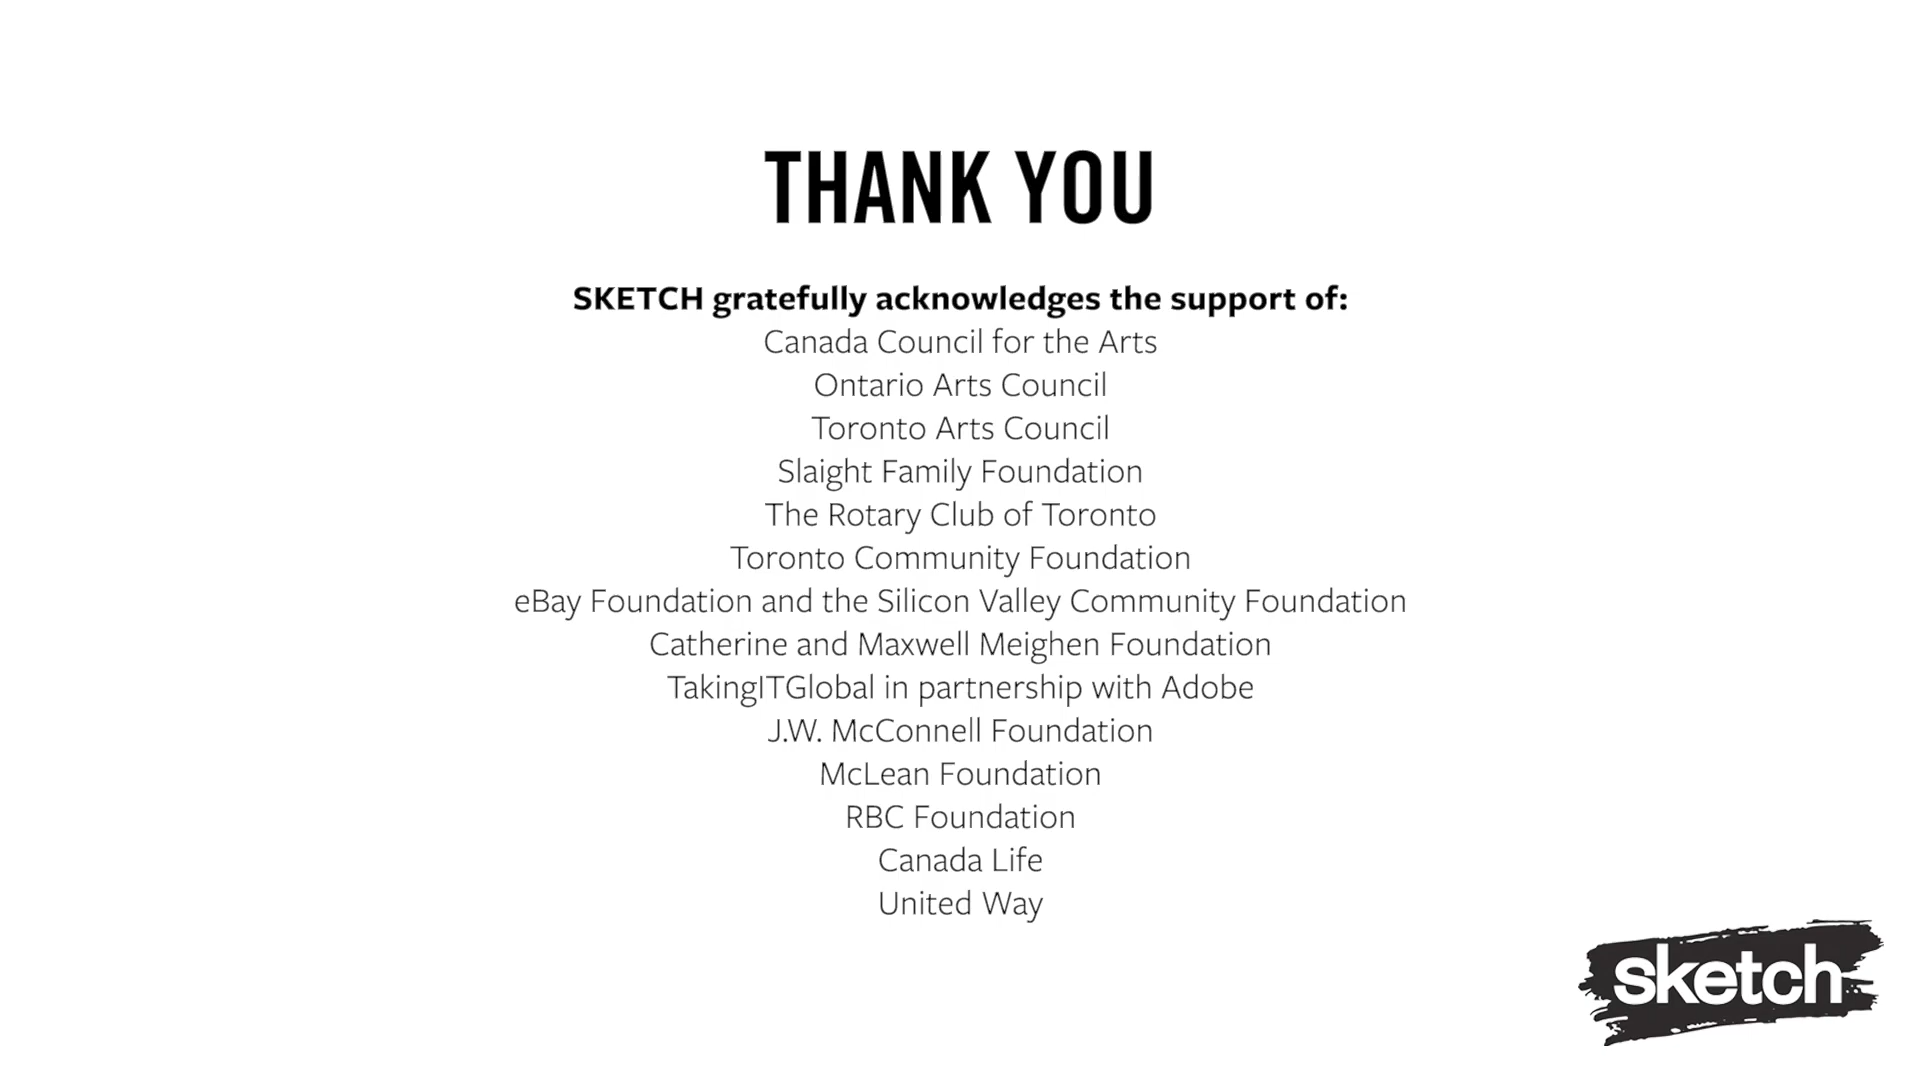 THANK YOU
SKETCH gratefully acknowledges the support of:
Canada Council for the Arts
Ontario Arts Council
Toronto Arts Council
Slaight Family Foundation
The Rotary Club of Toronto
Toronto Community Foundation
eBay Foundation and the Silicon Valley Community Foundation
Catherine and Maxwell Meighen Foundation
TakingITGlobal in partnership with Adobe
J.W. McConnell Foundation
McLean Foundation
RBC Foundation
Canada Life
United Way
sketch